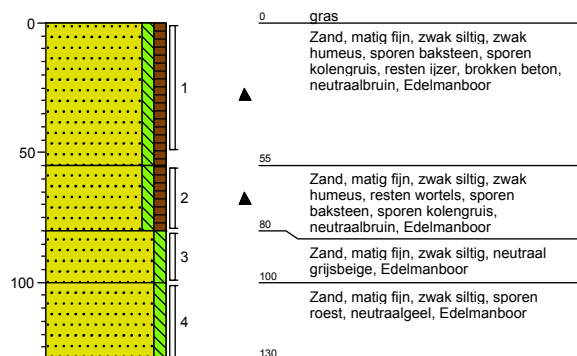 0
50
100
1
2
3
4
0 gras
Zand, matig fijn, zwak siltig, zwak
humeus, sporen baksteen, sporen
kolengruis, resten ijzer, brokken beton,
neutraalbruin, Edelmanboor
55
Zand, matig fijn, zwak siltig, zwak
humeus, resten wortels, sporen
baksteen, sporen kolengruis,
neutraalbruin, Edelmanboor
80
Zand, matig fijn, zwak siltig, neutraal
grijsbeige, Edelmanboor
100
Zand, matig fijn, zwak siltig, sporen
roest, neutraalgeel, Edelmanboor
130